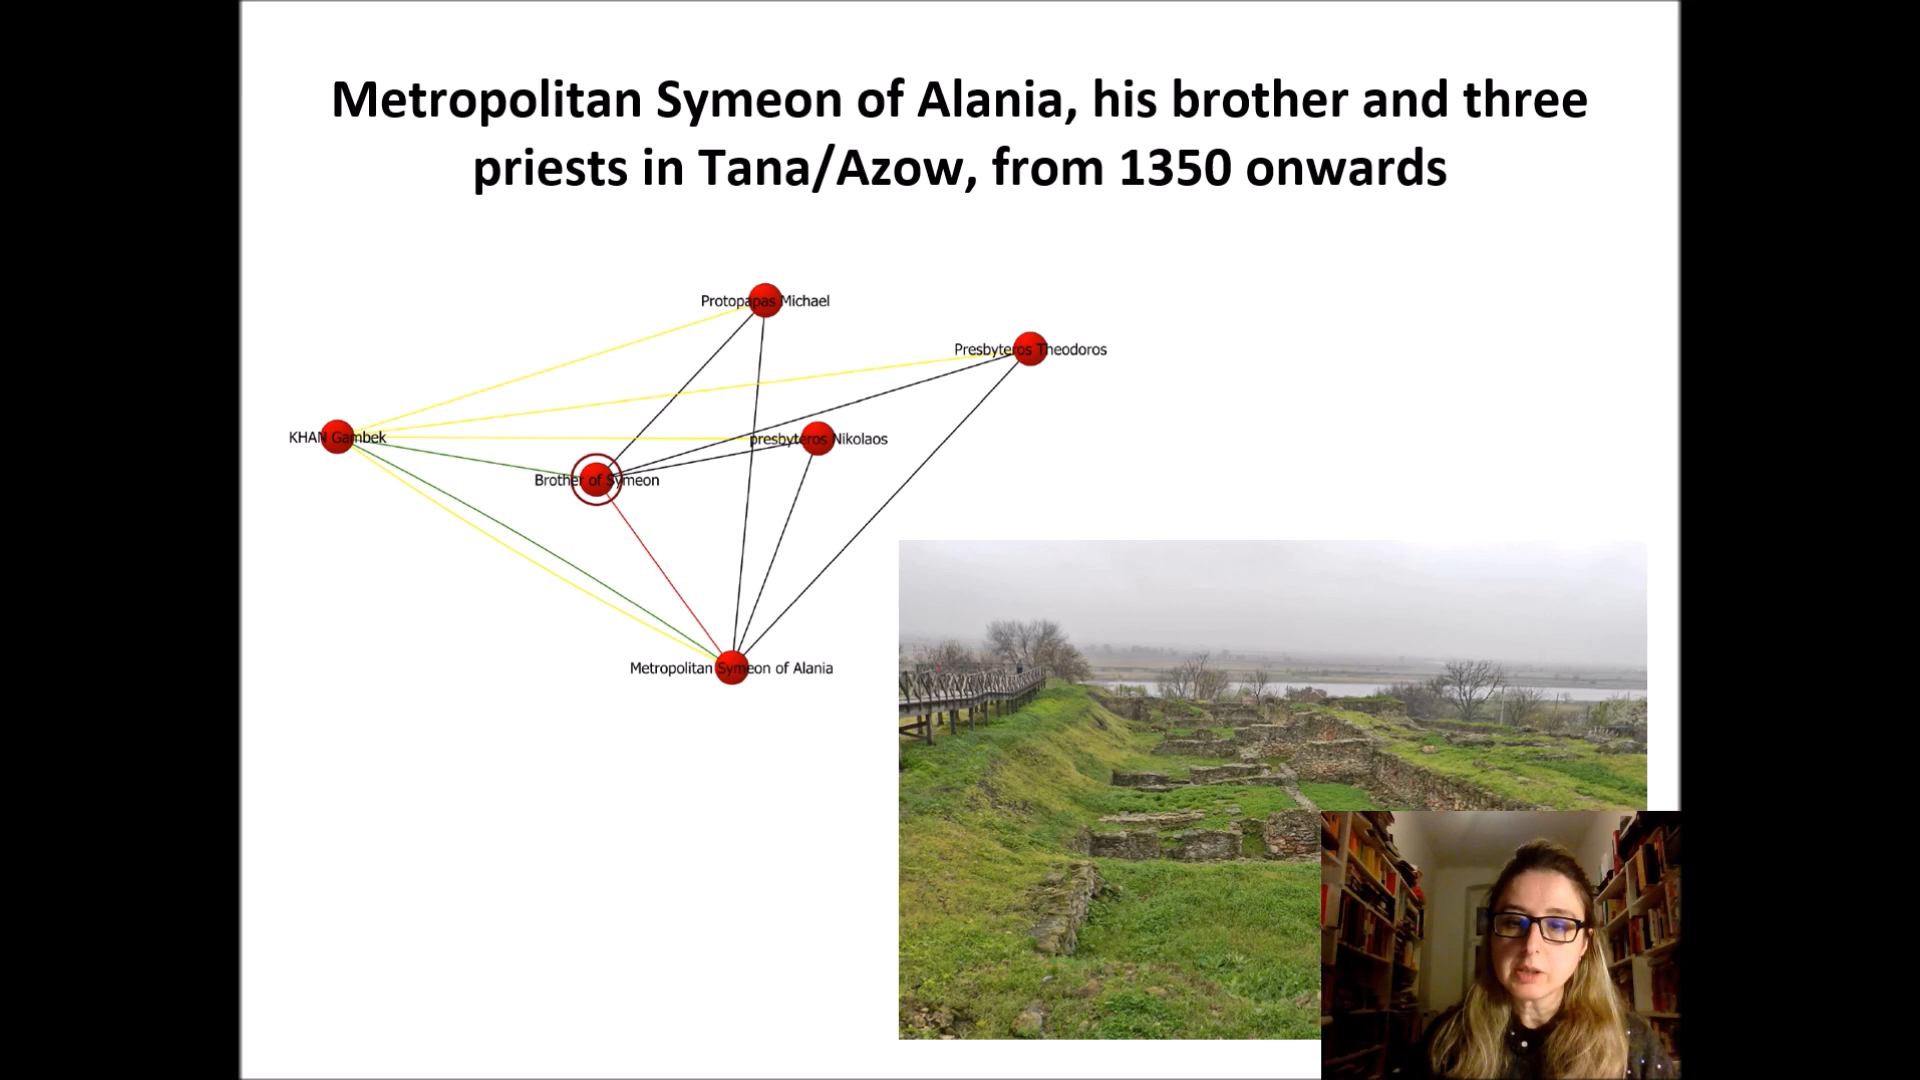 Metropolitan Symeon of Alania, his brother and three
priests in Tana/Azow, from 1350 onwards
Protopapas Michael
Presbyteros Theodoros
KHAN Gambek
presbyteros Nikolaos
Brother of Symeon
Metropolitan Symeon of Alania